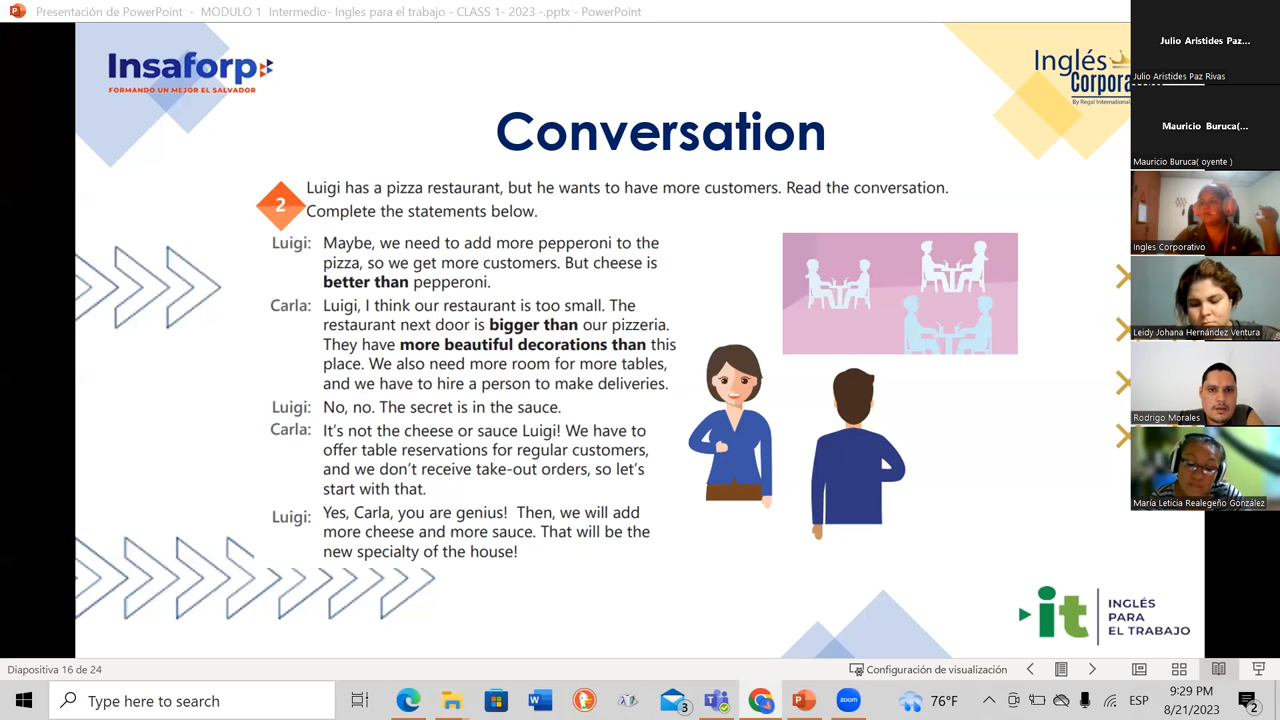 Presentación de PowerPoint - MODULO 1 Intermedio- Ingles para el trabajo - CLASS 1- 2023 -.pptx - PowerPoint
Insaforp
FORMANDO UN MEJOR EL SALVADOR
Inglés
By Regal International
Conversation
2
Luigi has a pizza restaurant, but he wants to have more customers. Read the conversation.
Complete the statements below.
Luigi: Maybe, we need to add more pepperoni to the
pizza, so we get more customers. But cheese is
better than pepperoni.
Carla: Luigi, I think our restaurant is too small. The
restaurant next door is bigger than our pizzeria.
They have more beautiful decorations than this
place. We also need more room for more tables,
and we have to hire a person to make deliveries.
Luigi: No, no. The secret is in the sauce.
Carla: It's not the cheese or sauce Luigi! We have to
offer table reservations for regular customers,
and we don't receive take-out orders, so let's
start with that.
Luigi: Yes, Carla, you are genius! Then, we will add
more cheese and more sauce. That will be the
new specialty of the house!
it
INGLÉS
PARA
EL TRABAJO
Julio Aristides Paz...
Julio Aristides Paz Rivas
Mauricio Buruca(...
Mauricio Buruca( oyente )
Ingles Corporativo
Leidy Johana Hernández Ventura
Rodrigo Morales
María Leticia Realegeño González
Diapositiva 16 de 24
Configuración de visualización
Type here to search
3
zoom
76°F
ESP
9:29 PM
8/21/2023
2